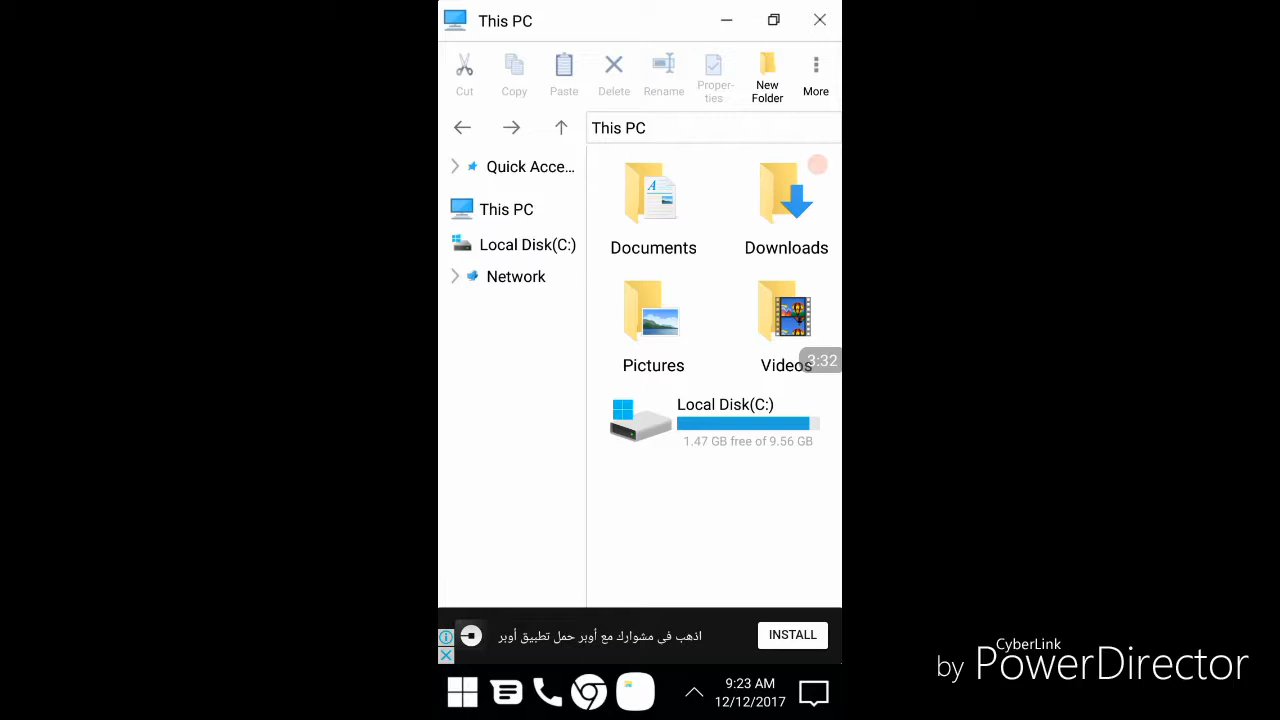 This PC
Cut
Copy
Paste
Delete
Rename
Proper-
ties
New
Folder
More
This PC
Quick Acce...
This PC
Local Disk(C:)
Network
Documents
Downloads
Pictures
Videos
3:32
Local Disk(C:)
1.47 GB free of 9.56 GB
اذهب في مشوارك مع أوبر حمل تطبيق أوبر
INSTALL
9:23 AM
12/12/2017
CyberLink
by PowerDirector